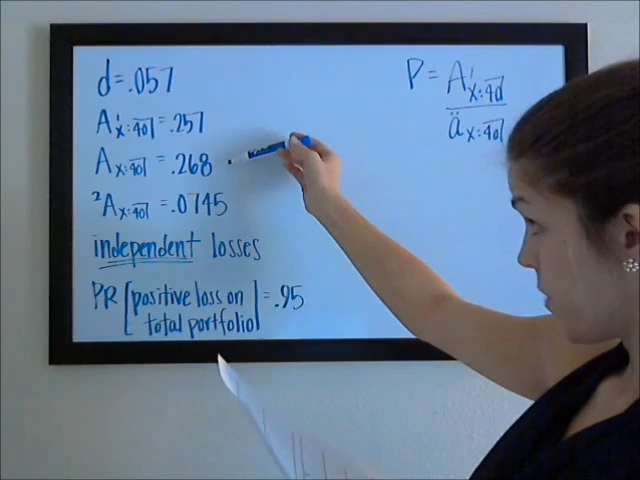 d = .057
A¹x:40̅| = .257
Ax:40̅| = .268
²Ax:40̅| = .0745
independent losses
PR [positive loss on total portfolio] = .95
P = A¹x:40̅| / äx:40̅|